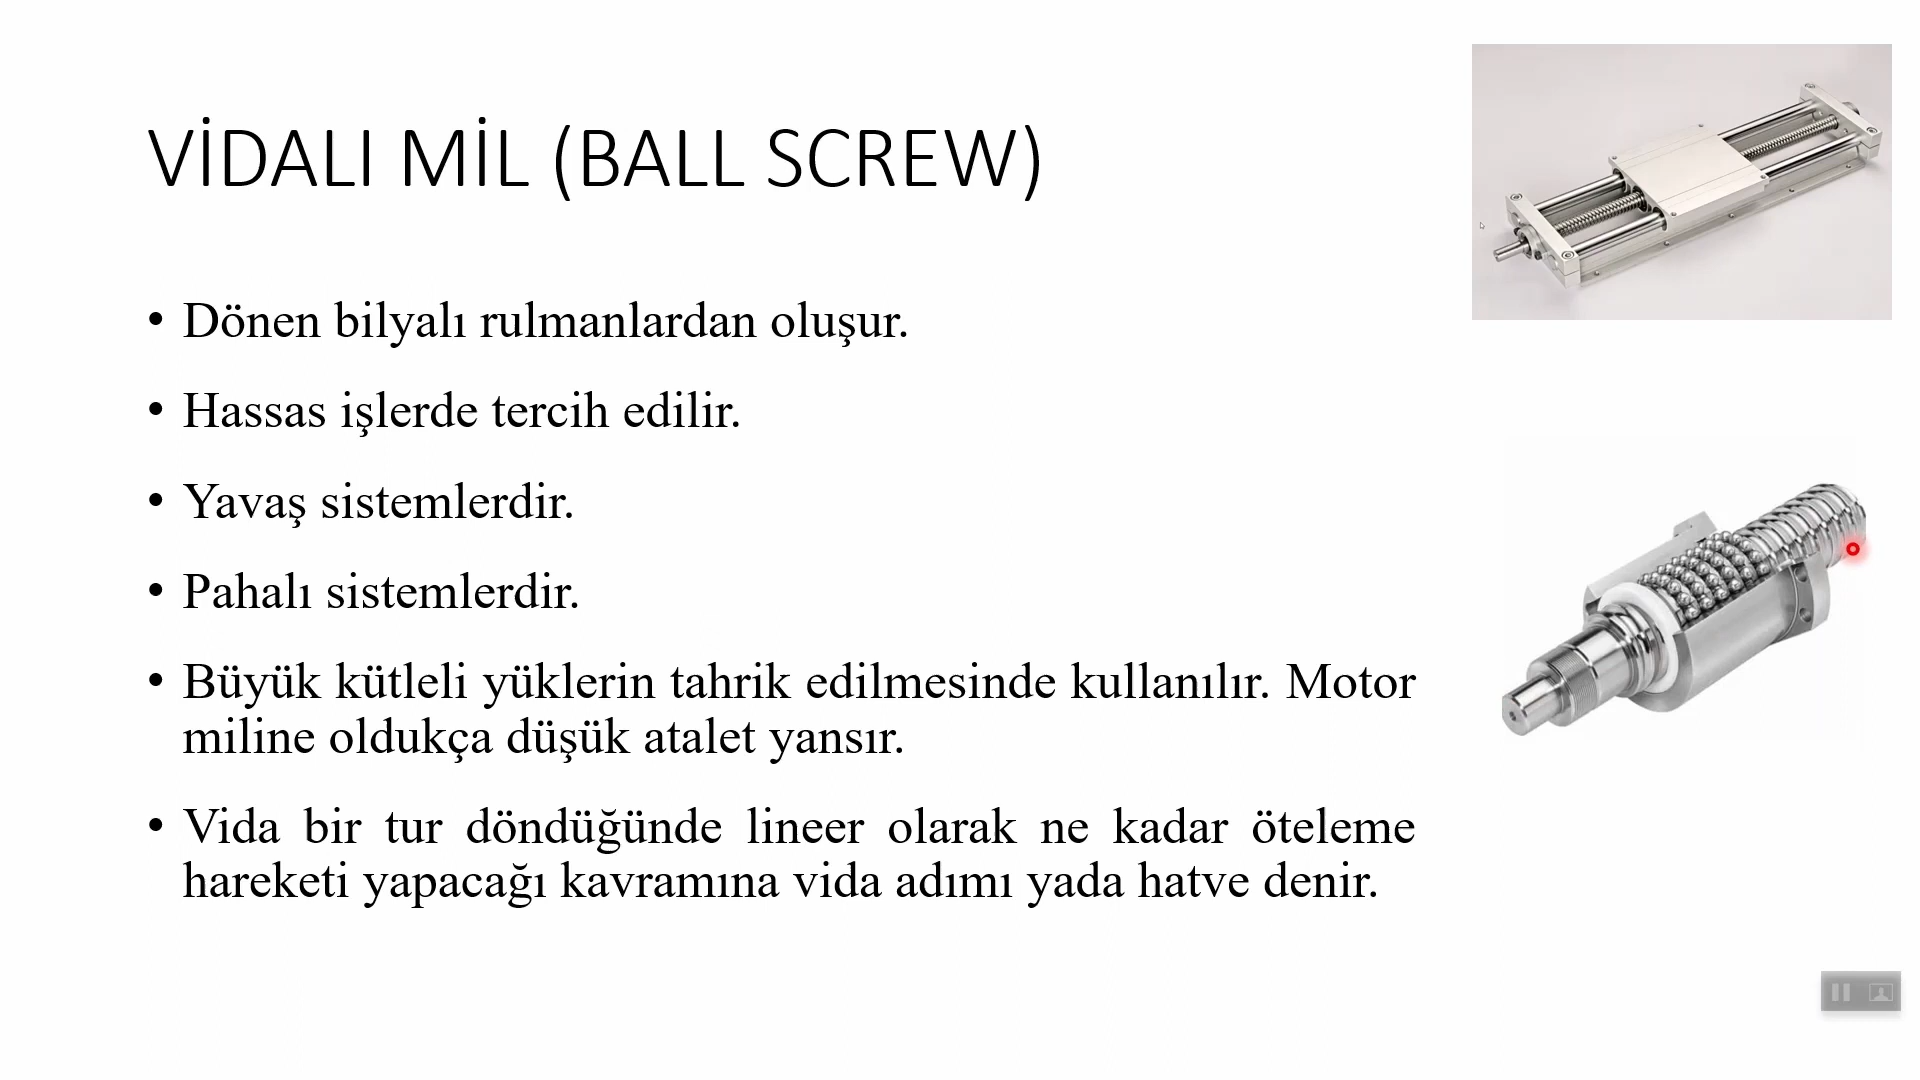 VİDALI MİL (BALL SCREW)
• Dönen bilyalı rulmanlardan oluşur.
• Hassas işlerde tercih edilir.
• Yavaş sistemlerdir.
• Pahalı sistemlerdir.
• Büyük kütleli yüklerin tahrik edilmesinde kullanılır. Motor
miline oldukça düşük atalet yansır.
• Vida bir tur döndüğünde lineer olarak ne kadar öteleme
hareketi yapacağı kavramına vida adımı yada hatve denir.